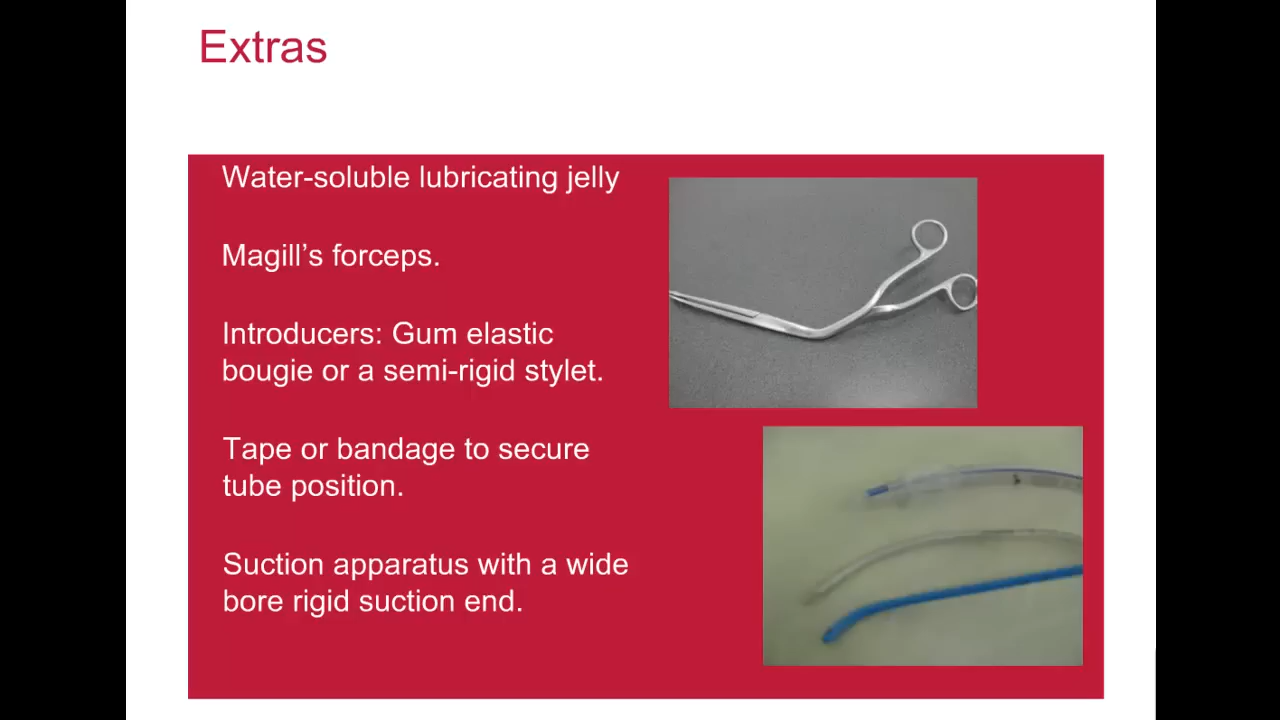 Extras
Water-soluble lubricating jelly
Magill’s forceps.
Introducers: Gum elastic
bougie or a semi-rigid stylet.
Tape or bandage to secure
tube position.
Suction apparatus with a wide
bore rigid suction end.